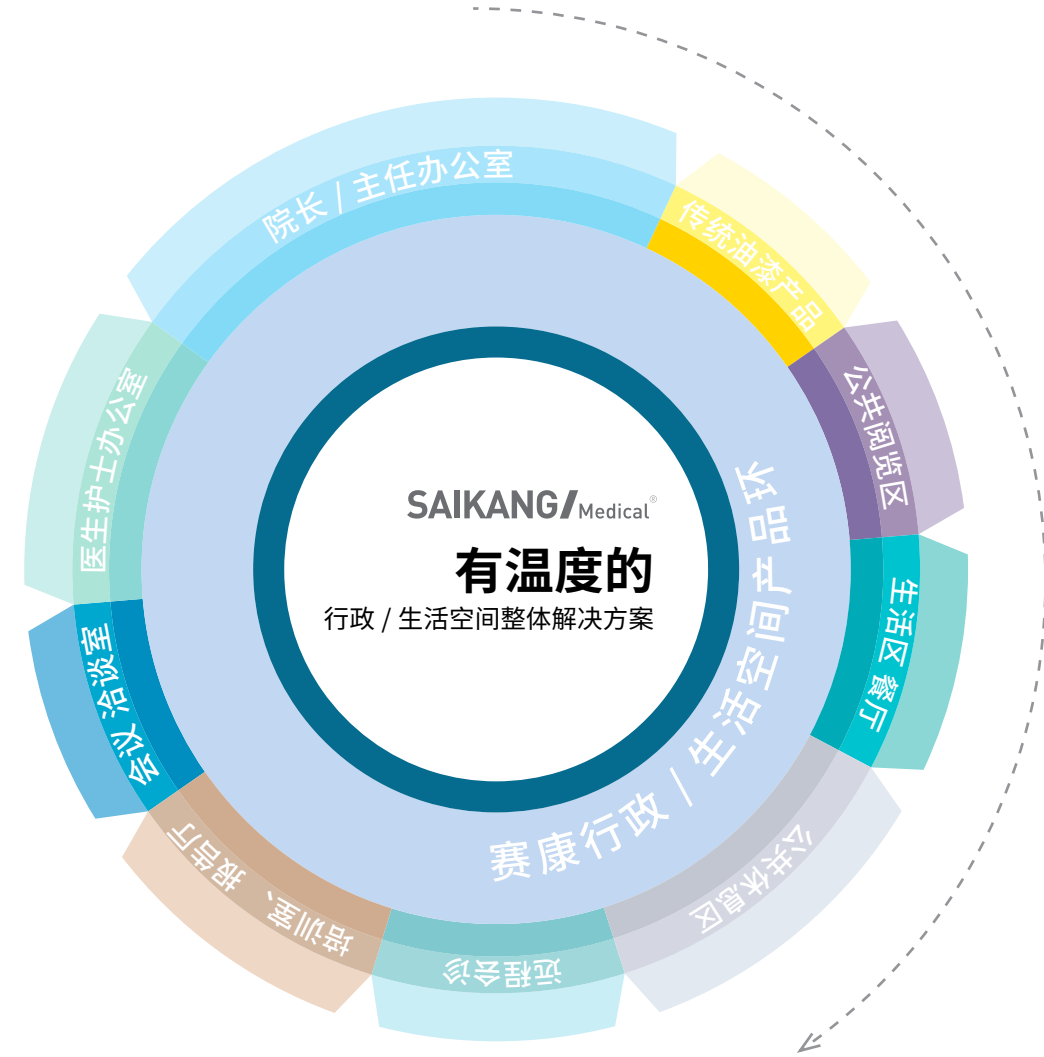 SAIKANG/Medical®
有温度的
行政 / 生活空间整体解决方案
赛康行政 / 生活空间产品环
院长 / 主任办公室
传统油漆产品
公共阅览区
生活区 餐厅
公共休息区
远程会诊
培训室、报告厅
会议 洽谈室
医生护士办公室